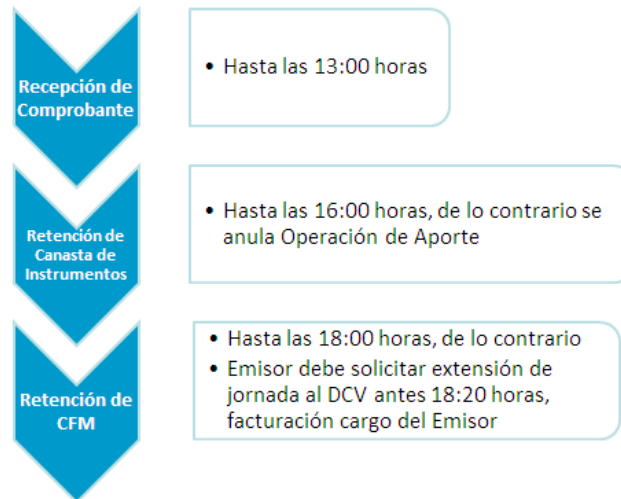 Recepción de
Comprobante
• Hasta las 13:00 horas
Retención de
Canasta de
Instrumentos
• Hasta las 16:00 horas, de lo contrario se
anula Operación de Aporte
Retención de
CFM
• Hasta las 18:00 horas, de lo contrario
• Emisor debe solicitar extensión de
jornada al DCV antes 18:20 horas,
facturación cargo del Emisor